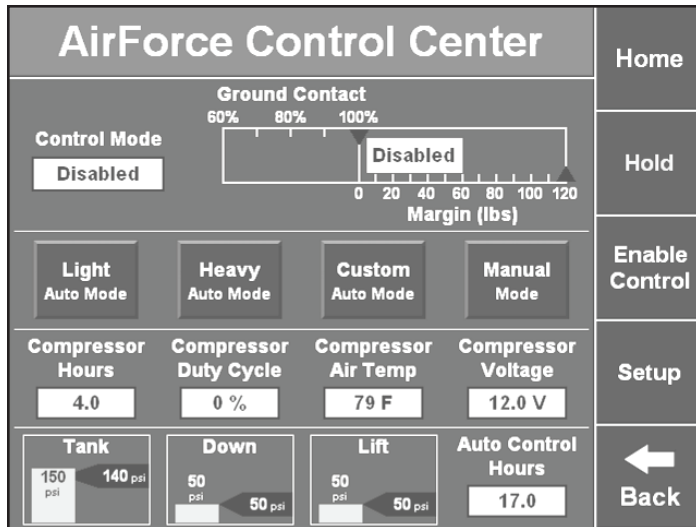 AirForce Control Center
Home
Ground Contact
60% 80% 100%
Control Mode
Disabled
Disabled
0 20 40 60 80 100 120
Margin (lbs)
Hold
Light
Auto Mode
Heavy
Auto Mode
Custom
Auto Mode
Manual
Mode
Enable
Control
Compressor
Hours
4.0
Compressor
Duty Cycle
0 %
Compressor
Air Temp
79 F
Compressor
Voltage
12.0 V
Setup
Tank
150
psi
140 psi
Down
50
psi
50 psi
Lift
50
psi
50 psi
Auto Control
Hours
17.0
Back